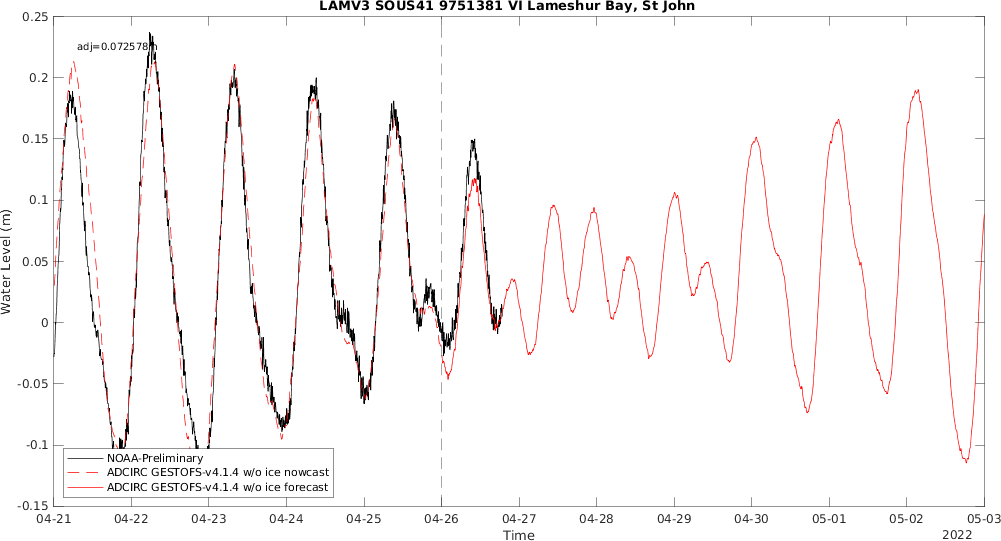 LAMV3 SOUS41 9751381 VI Lameshur Bay, St John
adj=0.072578m
Water Level (m)
0.25
0.2
0.15
0.1
0.05
0
-0.05
-0.1
-0.15
NOAA-Preliminary
ADCIRC GESTOFS-v4.1.4 w/o ice nowcast
ADCIRC GESTOFS-v4.1.4 w/o ice forecast
04-21 04-22 04-23 04-24 04-25 04-26 04-27 04-28 04-29 04-30 05-01 05-02 05-03
Time
2022